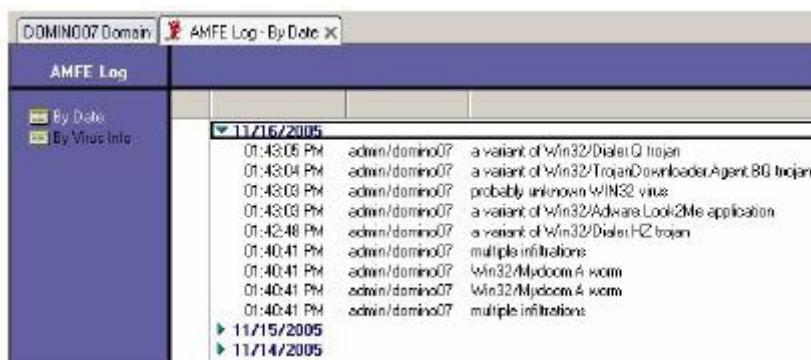 DOMINO07 Domain AMFE Log - By Date
AMFE Log
By Date
By Virus Info
11/16/2005
01:43:05 PM admin/domino07 a variant of Win32/Dialer.Q trojan
01:43:04 PM admin/domino07 a variant of Win32/TrojanDownloader.Agent.BQ trojan
01:43:03 PM admin/domino07 probably unknown WIN32 virus
01:43:03 PM admin/domino07 a variant of Win32/Adware.Look2Me application
01:42:48 PM admin/domino07 a variant of Win32/Dialer.HZ trojan
01:40:41 PM admin/domino07 multiple infiltrations
01:40:41 PM admin/domino07 Win32/Mydoom.A worm
01:40:41 PM admin/domino07 Win32/Mydoom.A worm
01:40:41 PM admin/domino07 multiple infiltrations
11/15/2005
11/14/2005